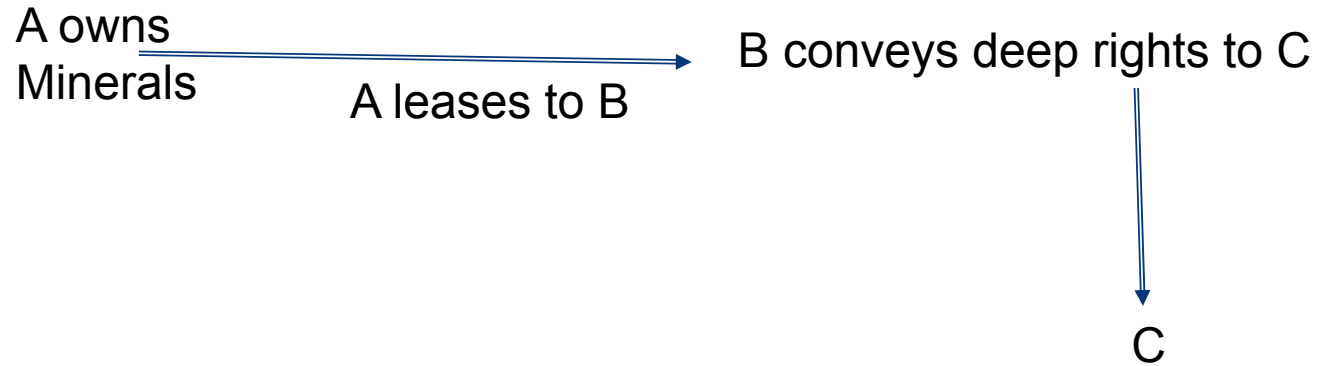 A owns
Minerals
A leases to B
B conveys deep rights to C
C